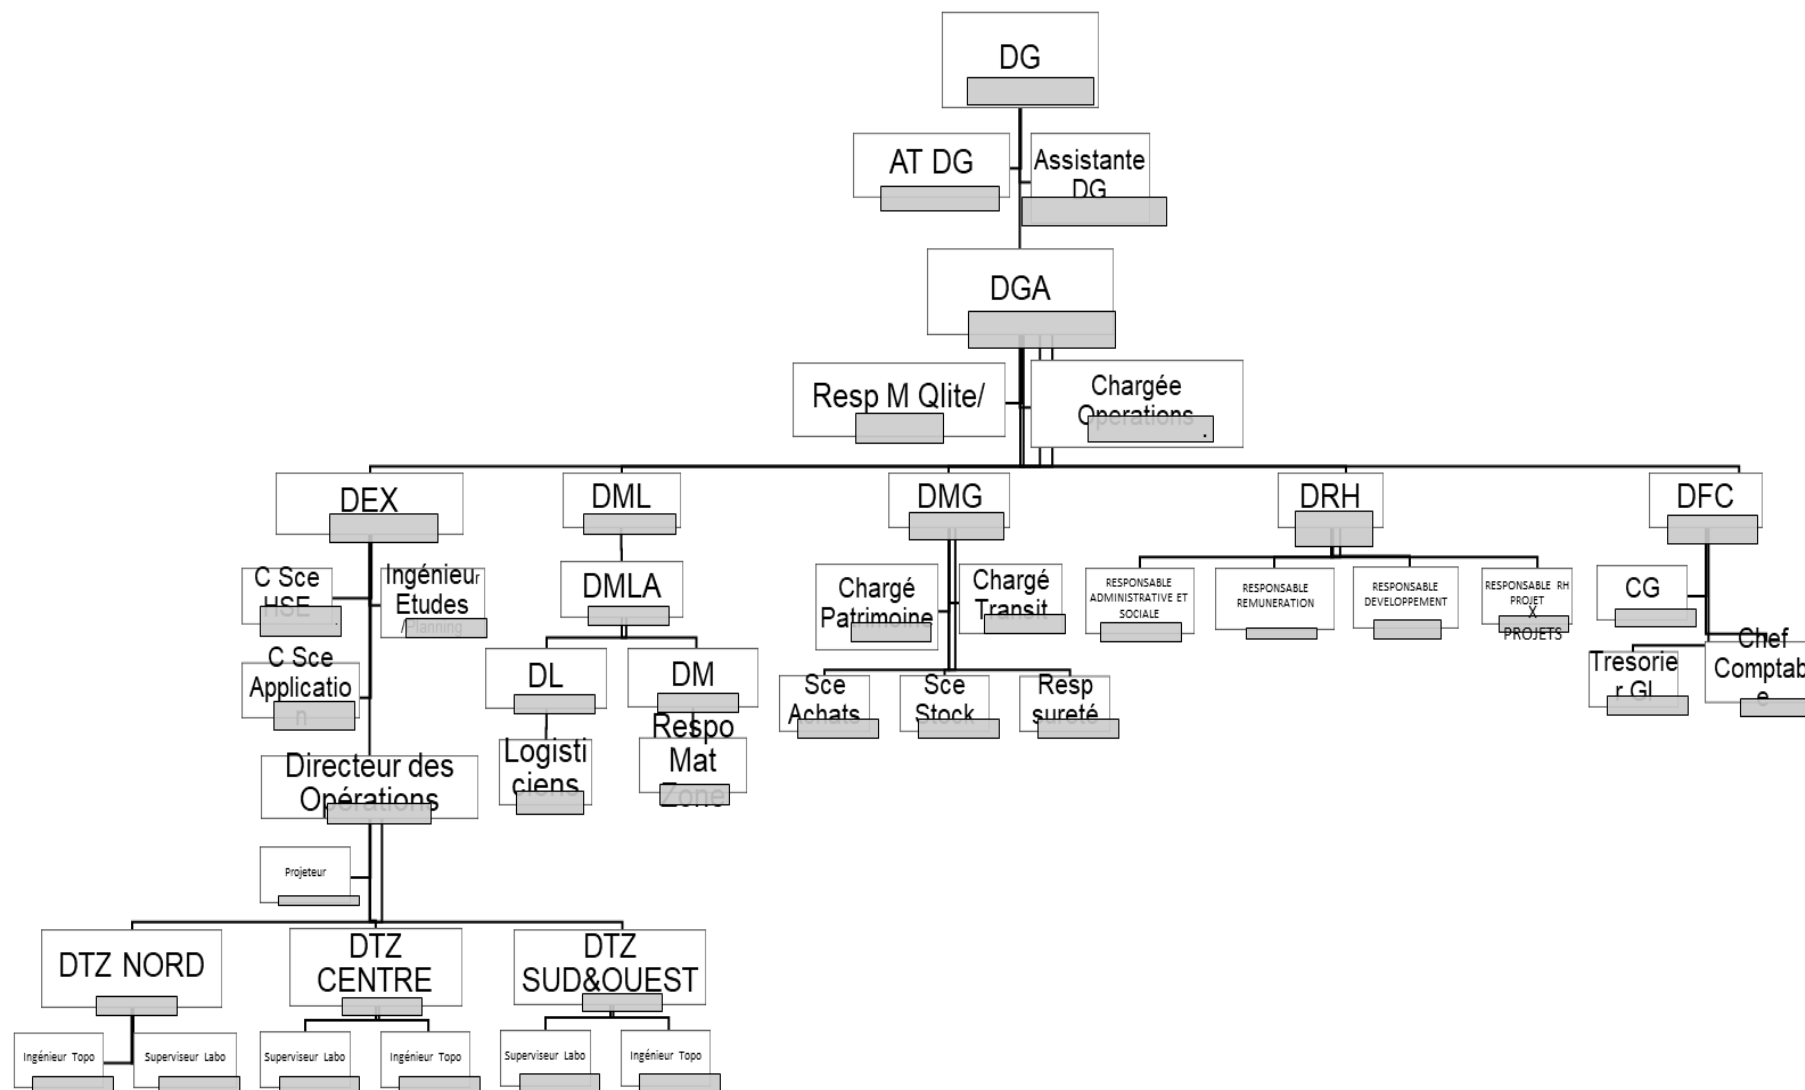 DG
AT DG
Assistante
DG
DGA
Resp M Qlite/
Chargée
Operations
.
DEX
DML
DMG
DRH
DFC
C Sce
HSE
.
Ingénieur
Etudes
/Planning
DMLA
Chargé
Patrimoine
Chargé
Transit
RESPONSABLE
ADMINISTRATIVE ET
SOCIALE
RESPONSABLE
REMUNERATION
RESPONSABLE
DEVELOPPEMENT
RESPONSABLE RH
PROJET
X
PROJETS
CG
C Sce
Applicatio
n
DL
DM
Sce
Achats
Sce
Stock
Resp
sureté
Tresorie
r Gl
Chef
Comptab
e
Logisti
ciens
Respo
Mat
Zone
Directeur des
Opérations
Projeteur
DTZ NORD
DTZ
CENTRE
DTZ
SUD&OUEST
Ingénieur Topo
Superviseur Labo
Superviseur Labo
Ingénieur Topo
Superviseur Labo
Ingénieur Topo